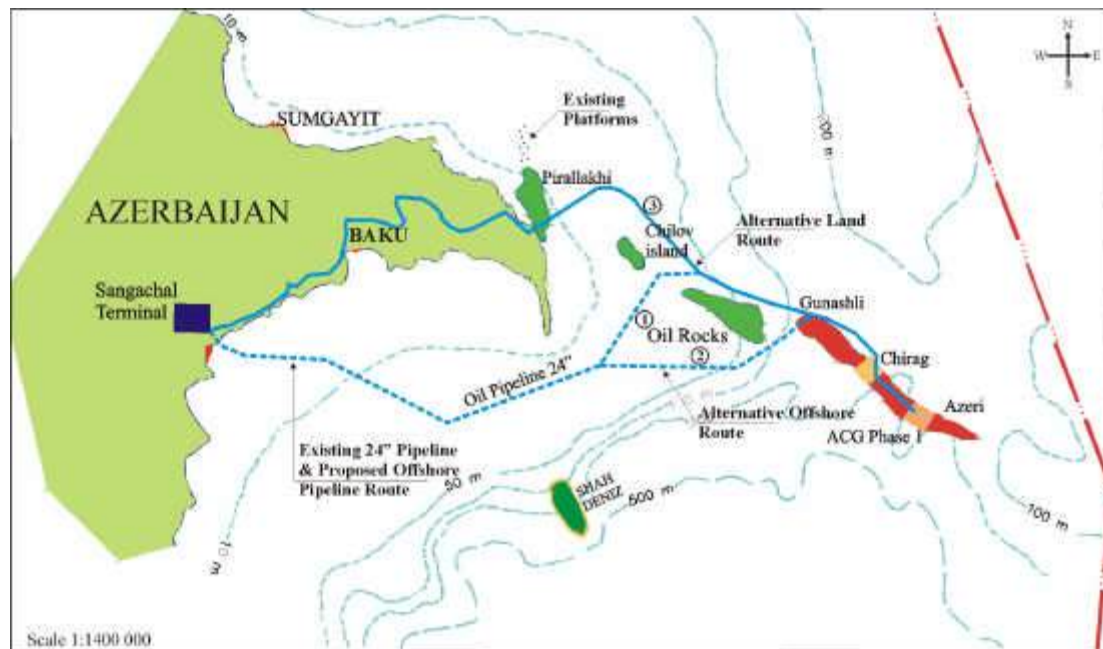 10 m
N
W
E
S
SUMGAYIT
Existing
Platforms
Pirallakhi
AZERBAIJAN
3
Chilov
island
Alternative Land
Route
BAKU
Sangachal
Terminal
Gunashli
1
Oil Rocks
2
Chirag
Oil Pipeline 24"
Alternative Offshore
Route
Azeri
ACG Phase 1
Existing 24" Pipeline
& Proposed Offshore
Pipeline Route
50 m
SHAH
DENIZ
500 m
100 m
10 m
Scale 1:1400 000